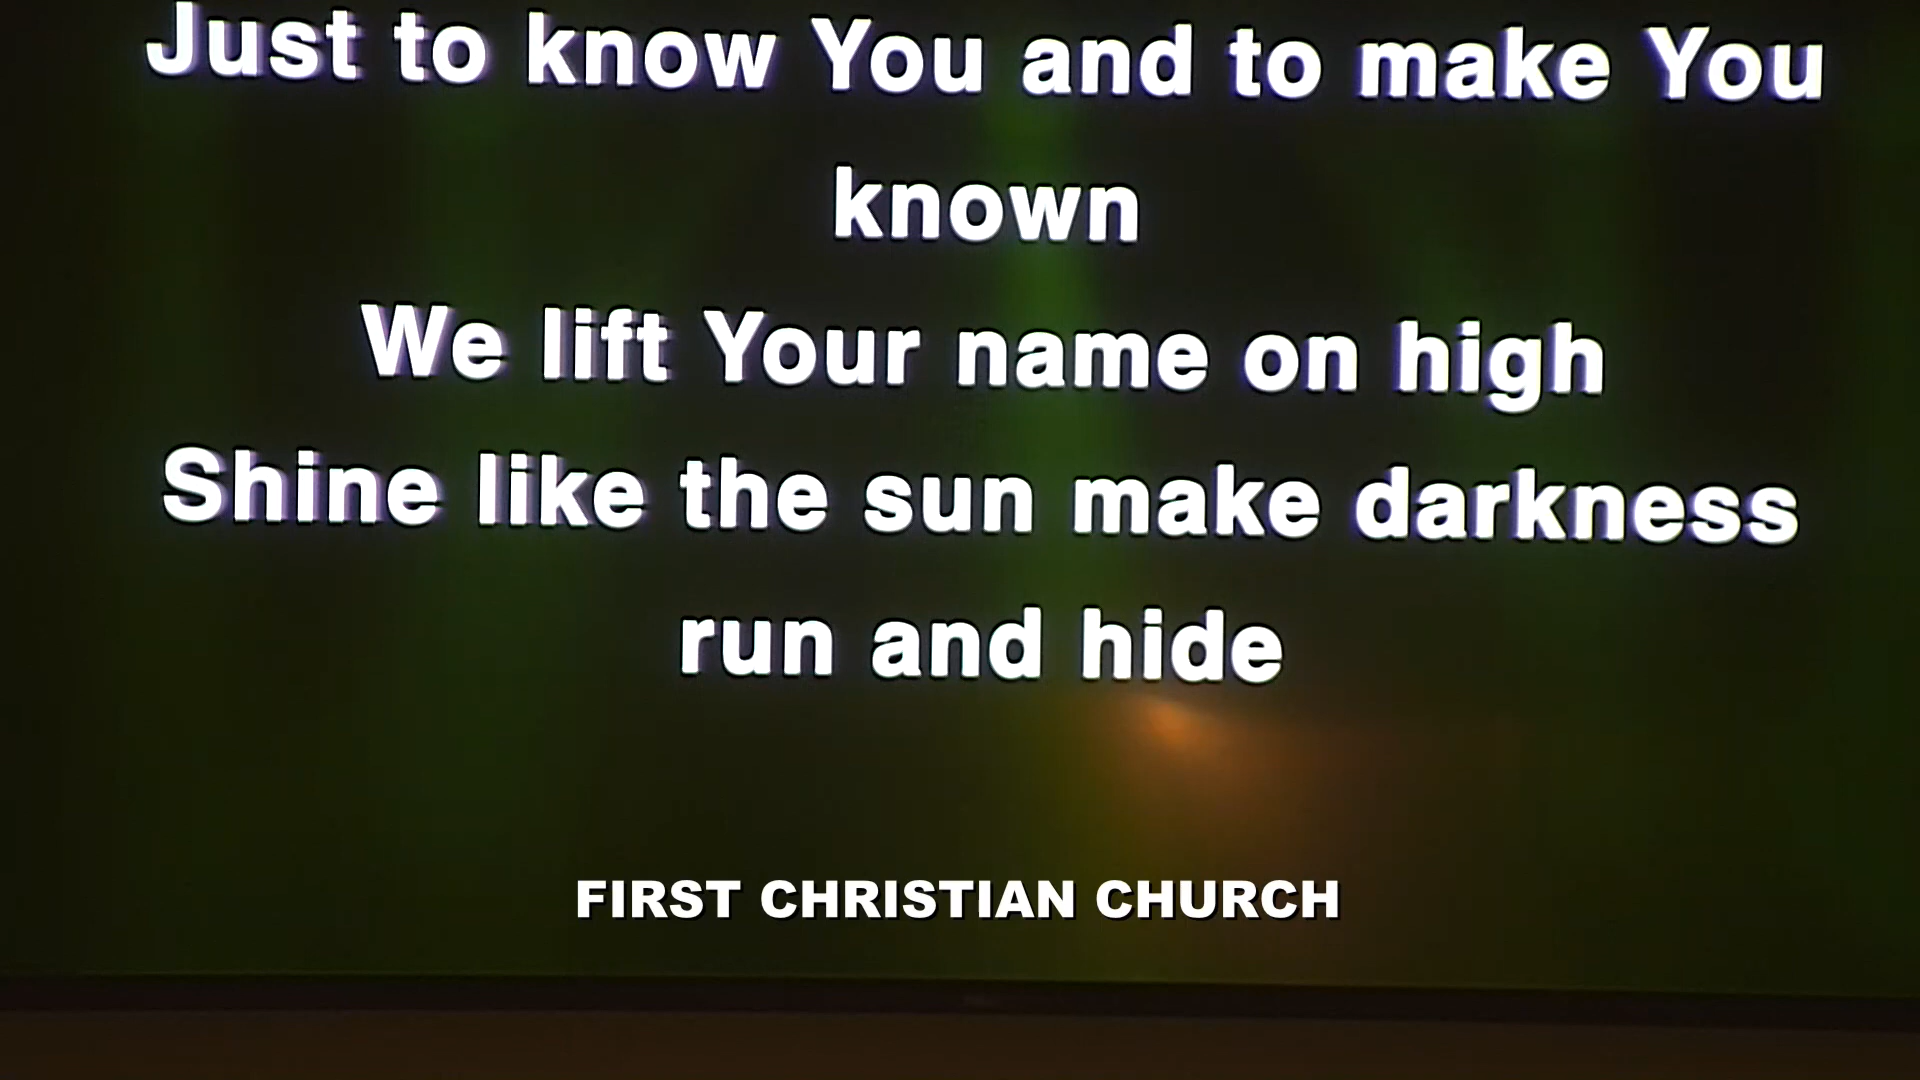 Just to know You and to make You
known
We lift Your name on high
Shine like the sun make darkness
run and hide
FIRST CHRISTIAN CHURCH